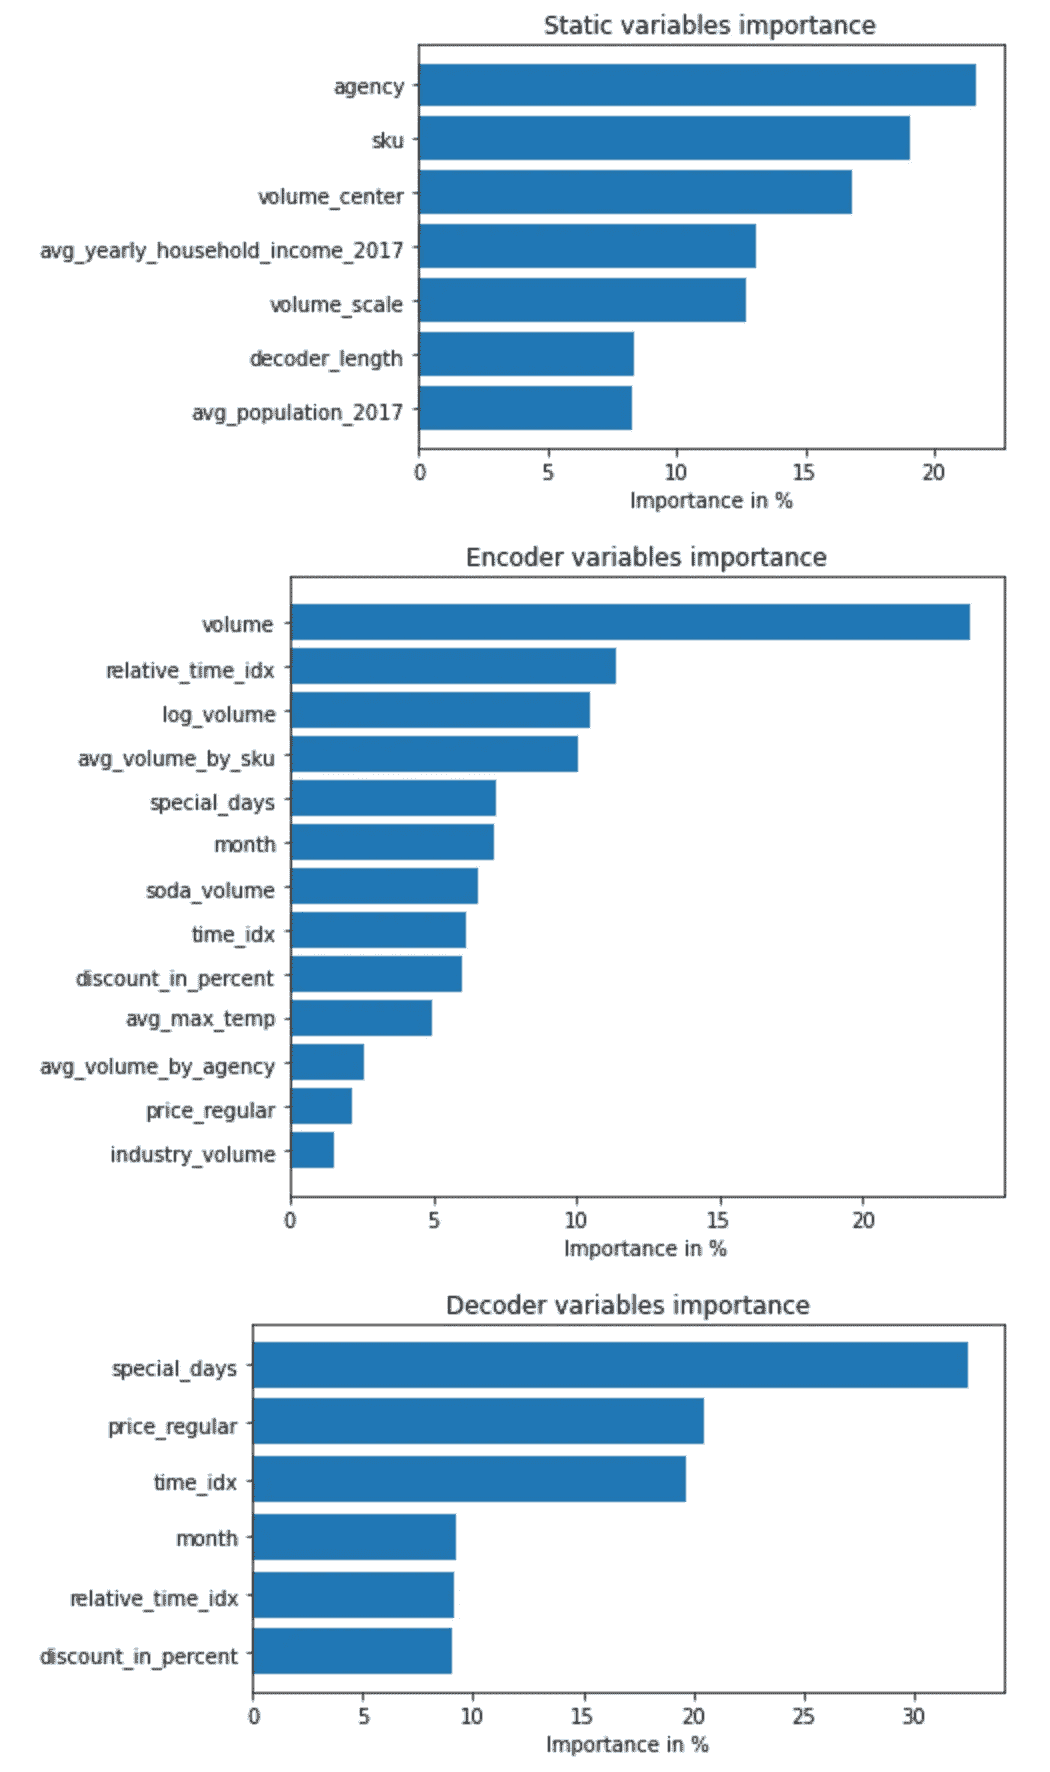 Static variables importance
agency
sku
volume_center
avg_yearly_household_income_2017
volume_scale
decoder_length
avg_population_2017
0 5 10 15 20
Importance in %
Encoder variables importance
volume
relative_time_idx
log_volume
avg_volume_by_sku
special_days
month
soda_volume
time_idx
discount_in_percent
avg_max_temp
avg_volume_by_agency
price_regular
industry_volume
0 5 10 15 20
Importance in %
Decoder variables importance
special_days
price_regular
time_idx
month
relative_time_idx
discount_in_percent
0 5 10 15 20 25 30
Importance in %